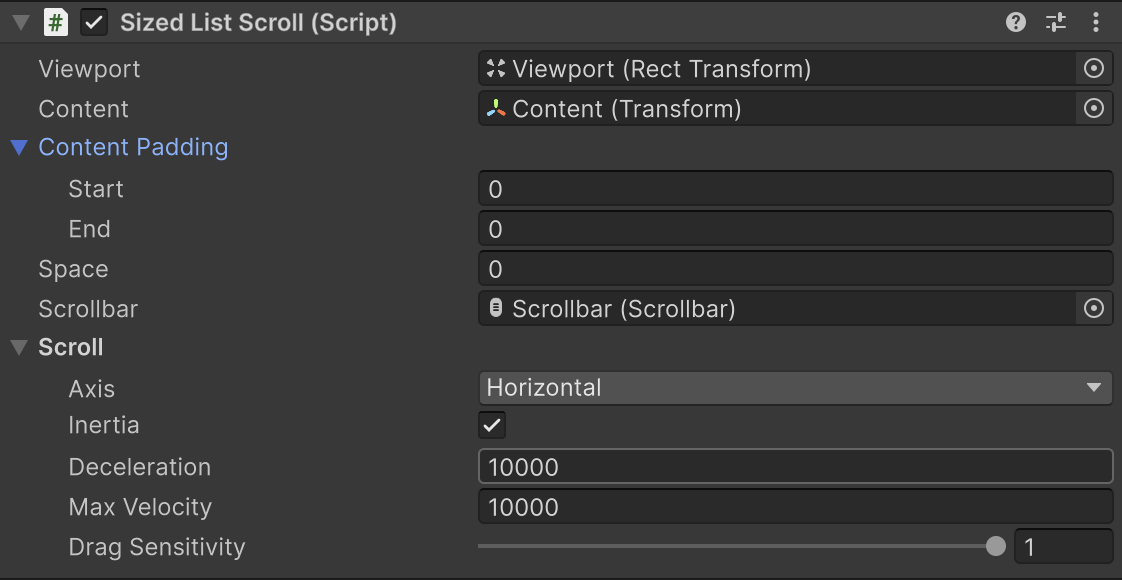 # Sized List Scroll (Script) ?
Viewport Viewport (Rect Transform)
Content Content (Transform)
Content Padding
Start 0
End 0
Space 0
Scrollbar Scrollbar (Scrollbar)
Scroll
Axis Horizontal
Inertia
Deceleration 10000
Max Velocity 10000
Drag Sensitivity 1